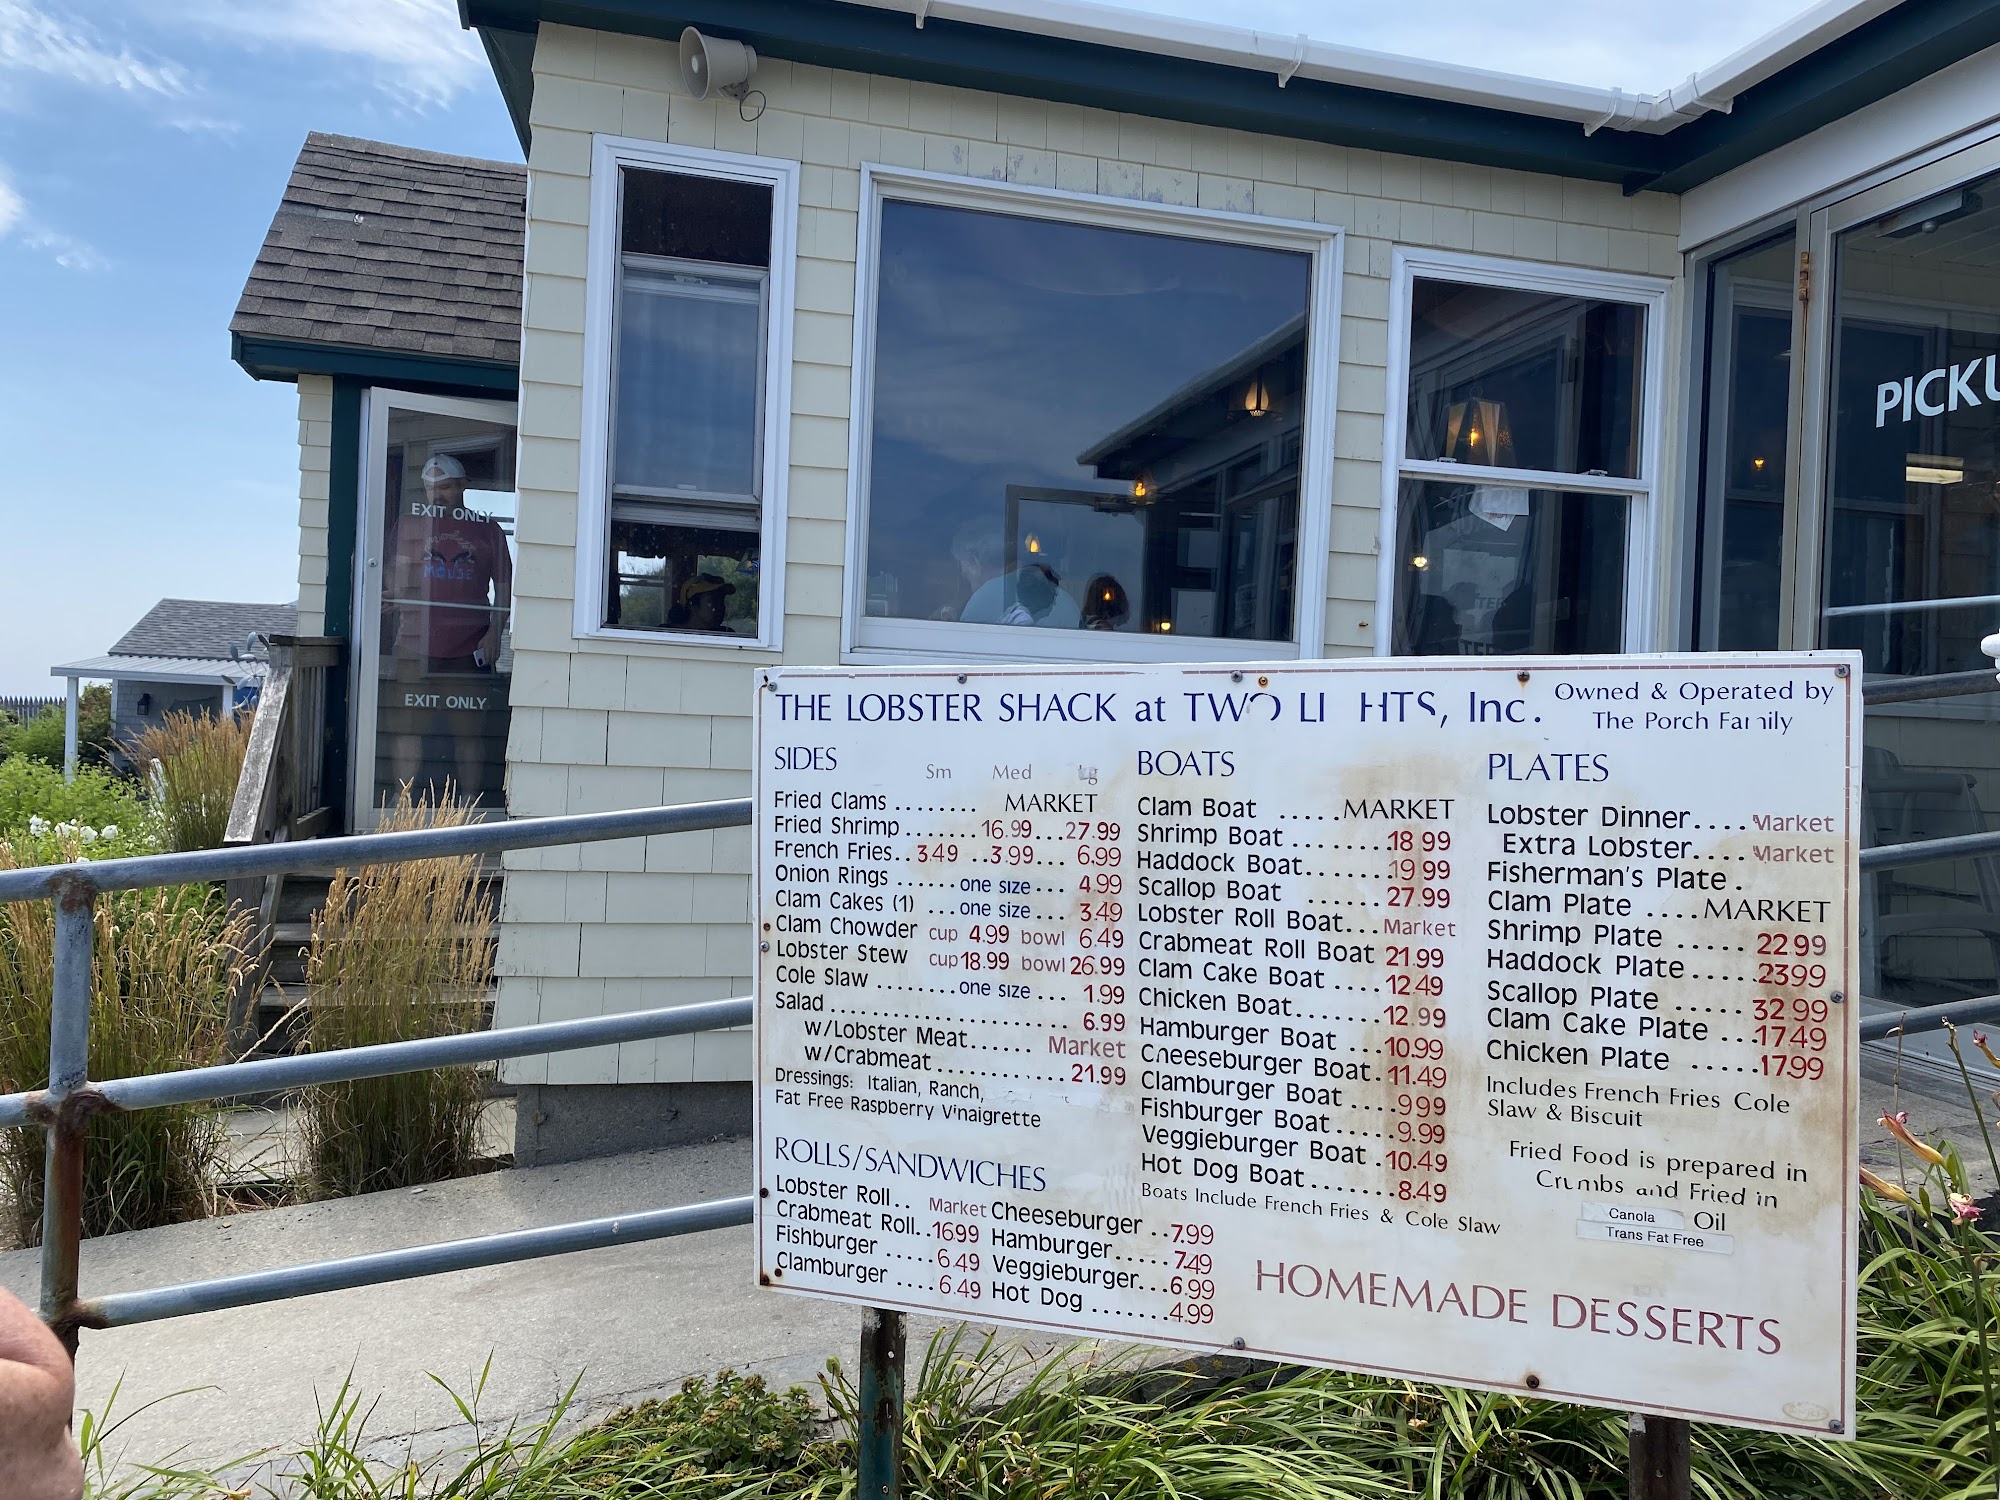 PICKU
EXIT ONLY
MOUSE
EXIT ONLY
THE LOBSTER SHACK at TWO LI HTS, Inc.
Owned & Operated by
The Porch Family
SIDES
Sm Med Lg
Fried Clams ........ MARKET
Fried Shrimp .......16.99...27.99
French Fries..3.49 ..3.99... 6.99
Onion Rings ......one size... 4.99
Clam Cakes (1) ...one size... 3.49
Clam Chowder cup 4.99 bowl 6.49
Lobster Stew cup 18.99 bowl 26.99
Cole Slaw ........one size ... 1.99
Salad........................ 6.99
w/Lobster Meat...... Market
w/Crabmeat ............21.99
Dressings: Italian, Ranch,
Fat Free Raspberry Vinaigrette
ROLLS/SANDWICHES
Lobster Roll.. Market
Crabmeat Roll..1699
Fishburger .....6.49
Clamburger ....6.49
Cheeseburger ..7.99
Hamburger.....7.49
Veggieburger...6.99
Hot Dog .......4.99
BOATS
Clam Boat .....MARKET
Shrimp Boat ........18 99
Haddock Boat.......19 99
Scallop Boat ......27.99
Lobster Roll Boat... Market
Crabmeat Roll Boat 21.99
Clam Cake Boat ....12 49
Chicken Boat.......12.99
Hamburger Boat ...10.99
Cheeseburger Boat.11.49
Clamburger Boat ....999
Fishburger Boat .....9.99
Veggieburger Boat .10.49
Hot Dog Boat .......8.49
Boats Include French Fries & Cole Slaw
PLATES
Lobster Dinner.... Market
Extra Lobster.... Market
Fisherman's Plate .
Clam Plate ....MARKET
Shrimp Plate ..... 2299
Haddock Plate.....2399
Scallop Plate ..... 32.99
Clam Cake Plate ...1749
Chicken Plate .....17.99
Includes French Fries Cole
Slaw & Biscuit
Fried Food is prepared in
Crumbs and Fried in
Canola Oil
Trans Fat Free
HOMEMADE DESSERTS